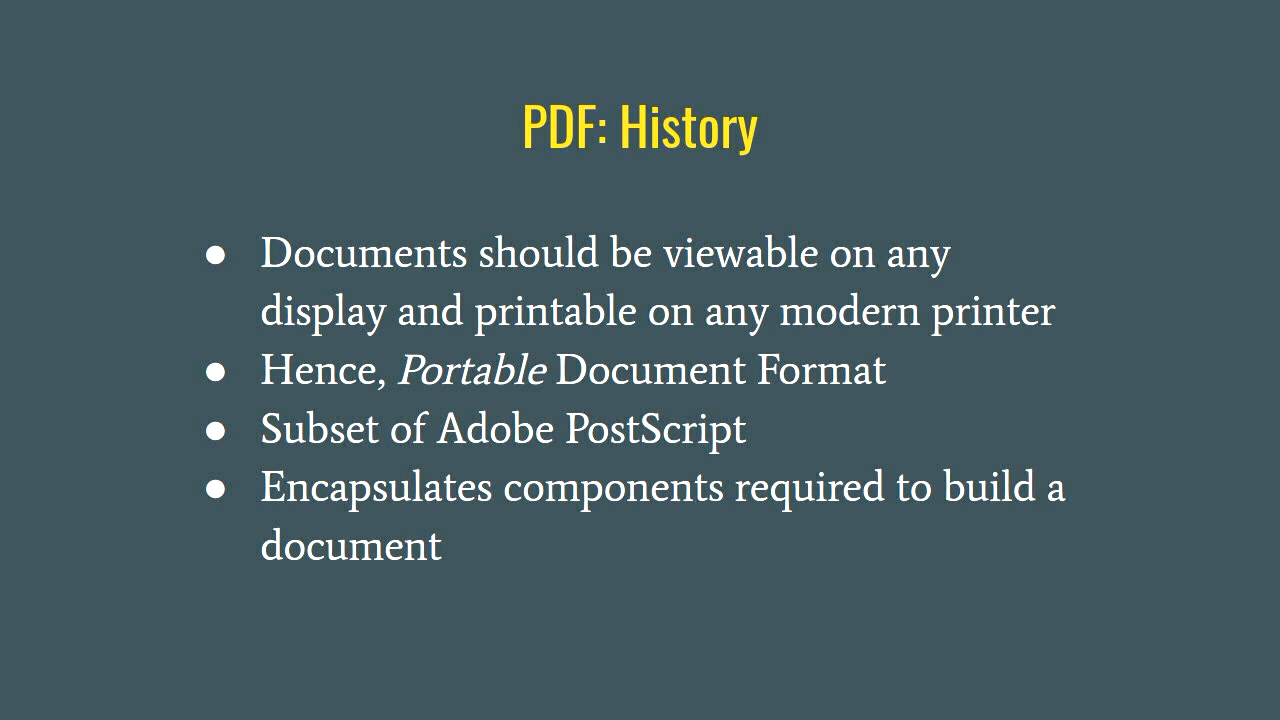 PDF: History
● Documents should be viewable on any
display and printable on any modern printer
● Hence, Portable Document Format
● Subset of Adobe PostScript
● Encapsulates components required to build a
document